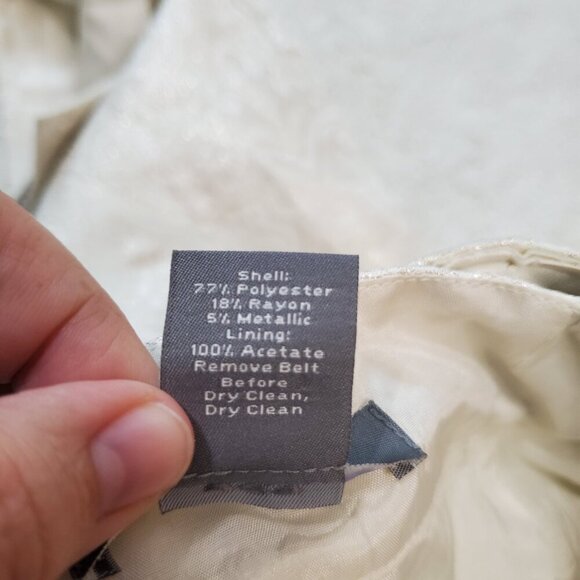 Shell:
77% Polyester
18% Rayon
5% Metallic
Lining:
100% Acetate
Remove Belt
Before
Dry Clean,
Dry Clean